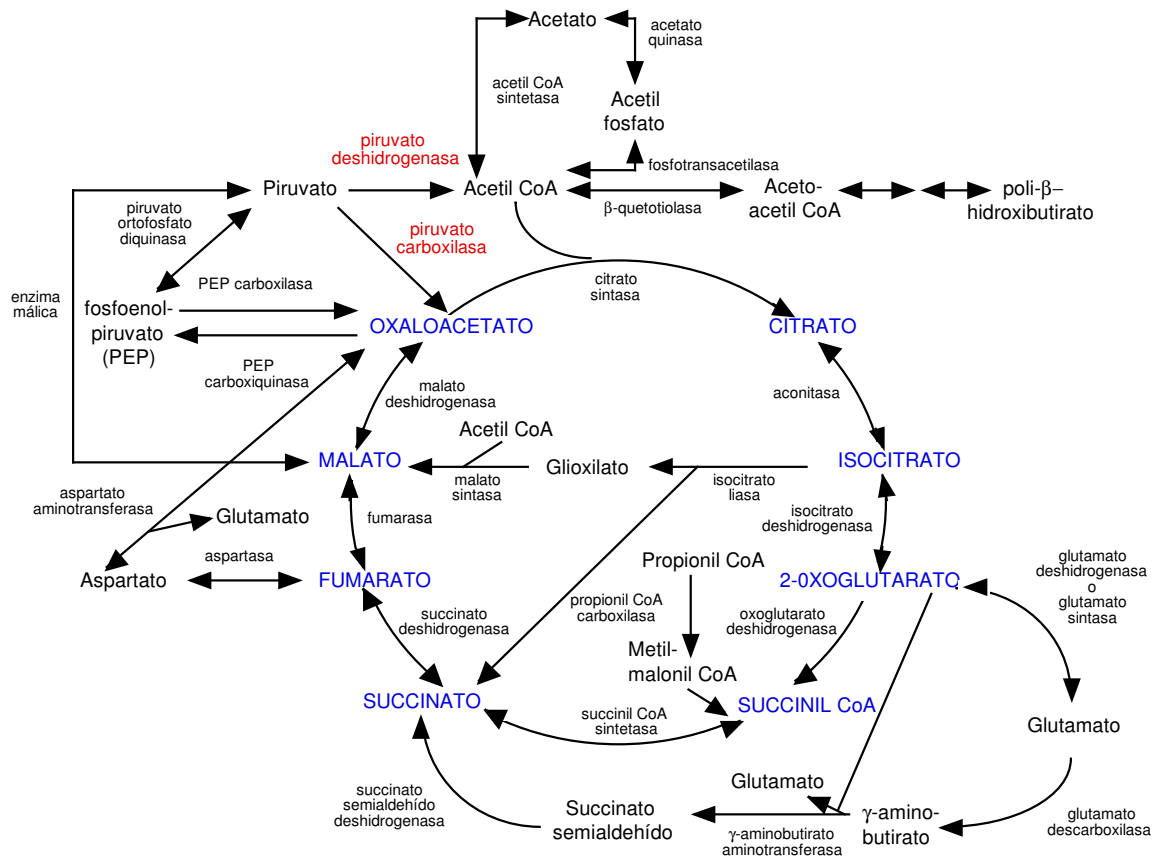 Acetato
acetato
quinasa
acetil CoA
sintetasa
Acetil
fosfato
piruvato
deshidrogenasa
fosfotransacetilasa
Piruvato
Acetil CoA
Aceto-
acetil CoA
poli-β–
hidroxibutirato
β-quetotiolasa
piruvato
ortofosfato
diquinasa
piruvato
carboxilasa
enzima
málica
PEP carboxilasa
citrato
sintasa
fosfoenol-
piruvato
(PEP)
OXALOACETATO
CITRATO
PEP
carboxiquinasa
malato
deshidrogenasa
aconitasa
Acetil CoA
MALATO
Glioxilato
ISOCITRATO
malato
sintasa
isocitrato
liasa
aspartato
aminotransferasa
Glutamato
fumarasa
isocitrato
deshidrogenasa
aspartasa
Aspartato
FUMARATO
Propionil CoA
2-0XOGLUTARATO
glutamato
deshidrogenasa
o
glutamato
sintasa
succinato
deshidrogenasa
propionil CoA
carboxilasa
oxoglutarato
deshidrogenasa
Metil-
malonil CoA
SUCCINATO
SUCCINIL CoA
succinil CoA
sintetasa
Glutamato
Glutamato
succinato
semialdehído
deshidrogenasa
Succinato
semialdehído
γ-aminobutirato
aminotransferasa
γ-amino-
butirato
glutamato
descarboxilasa